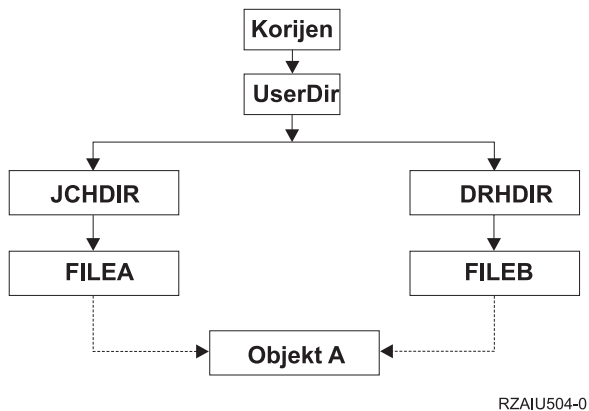 Korijen
UserDir
JCHDIR
DRHDIR
FILEA
FILEB
Objekt A
RZAIU504-0